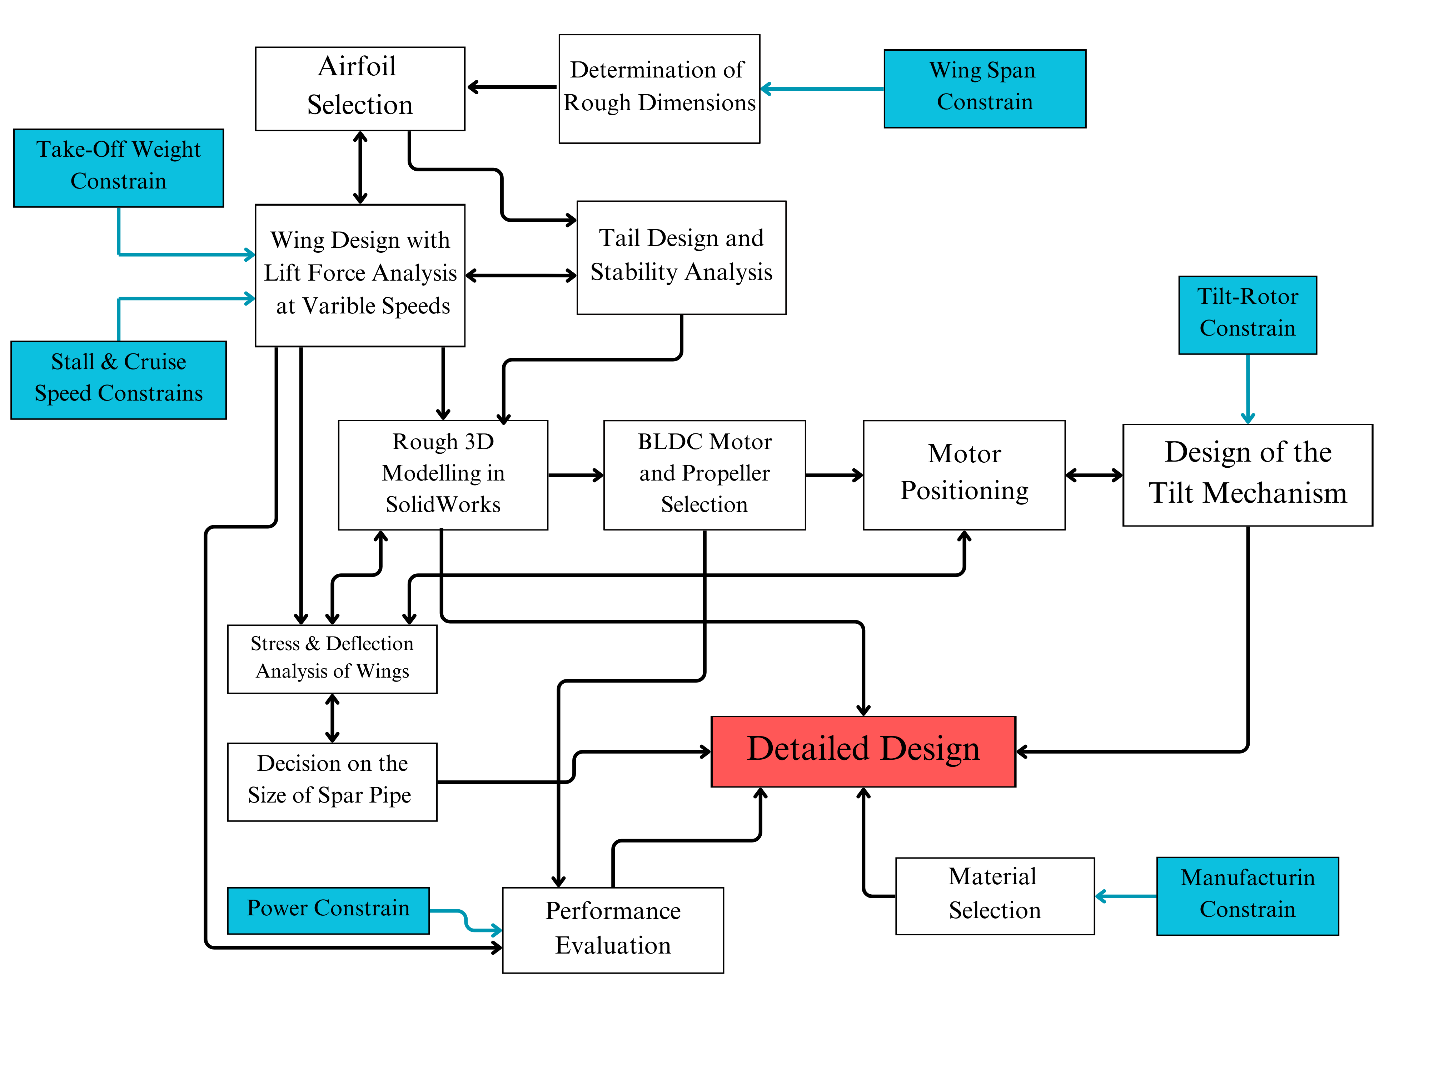 Airfoil
Selection
Determination of
Rough Dimensions
Wing Span
Constrain
Take-Off Weight
Constrain
Wing Design with
Lift Force Analysis
at Varible Speeds
Tail Design and
Stability Analysis
Tilt-Rotor
Constrain
Stall & Cruise
Speed Constrains
Rough 3D
Modelling in
SolidWorks
BLDC Motor
and Propeller
Selection
Motor
Positioning
Design of the
Tilt Mechanism
Stress & Deflection
Analysis of Wings
Detailed Design
Decision on the
Size of Spar Pipe
Material
Selection
Manufacturin
Constrain
Power Constrain
Performance
Evaluation